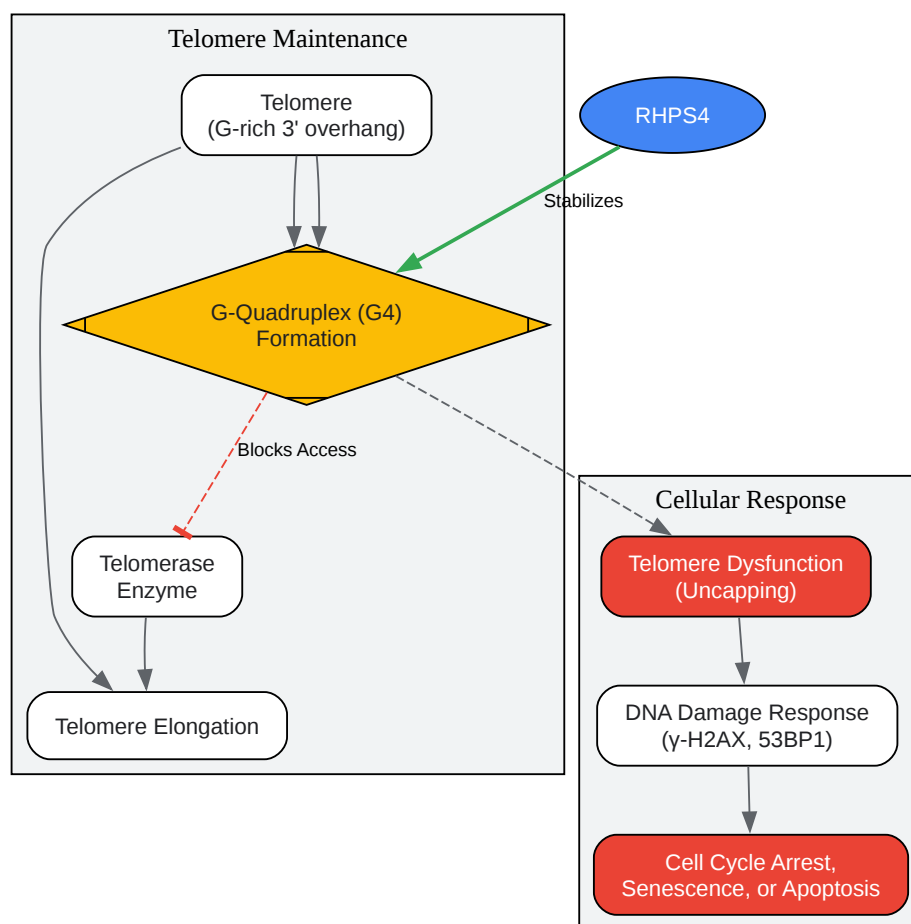 Telomere Maintenance
Telomere
(G-rich 3' overhang)
RHPS4
Stabilizes
G-Quadruplex (G4)
Formation
Blocks Access
Telomerase
Enzyme
Telomere Elongation
Cellular Response
Telomere Dysfunction
(Uncapping)
DNA Damage Response
(γ-H2AX, 53BP1)
Cell Cycle Arrest,
Senescence, or Apoptosis